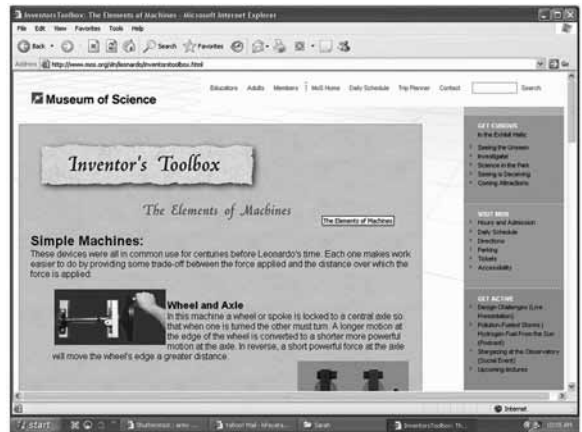 InventorsToolbox: The Elements of Machines - Microsoft Internet Explorer
File Edit View Favorites Tools Help
Back Search Favorites
Address http://www.mos.org/sln/leonardo/inventorstoolbox.html Go
Educators Adults Members MoS Home Daily Schedule Trip Planner Contact Search
Museum of Science
Inventor's Toolbox
The Elements of Machines
The Elements of Machines
Simple Machines:
These devices were all in common use for centuries before Leonardo's time. Each one makes work
easier to do by providing some trade-off between the force applied and the distance over which the
force is applied.
Wheel and Axle
In this machine a wheel or spoke is locked to a central axle so
that when one is turned the other must turn. A longer motion at
the edge of the wheel is converted to a shorter more powerful
motion at the axle. In reverse, a short powerful force at the axle
will move the wheel's edge a greater distance.
GET CURIOUS
In the Exhibit Halls:
Seeing the Unseen
Investigate!
Science in the Park
Seeing is Deceiving
Coming Attractions
VISIT MOS
Hours and Admission
Daily Schedule
Directions
Parking
Tickets
Accessibility
GET ACTIVE
Design Challenges (Live
Presentation)
Hydrogen Fuel From the Sun
(Podcast)
Stargazing at the Observatory
(Social Event)
Upcoming lectures
Internet
start
Yahoo! Mail
Sarah
InventorsToolbox: Th...
10:05 AM